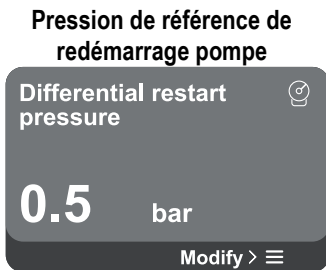 Pression de référence de
redémarrage pompe
Differential restart
pressure
0.5 bar
Modify > ☰